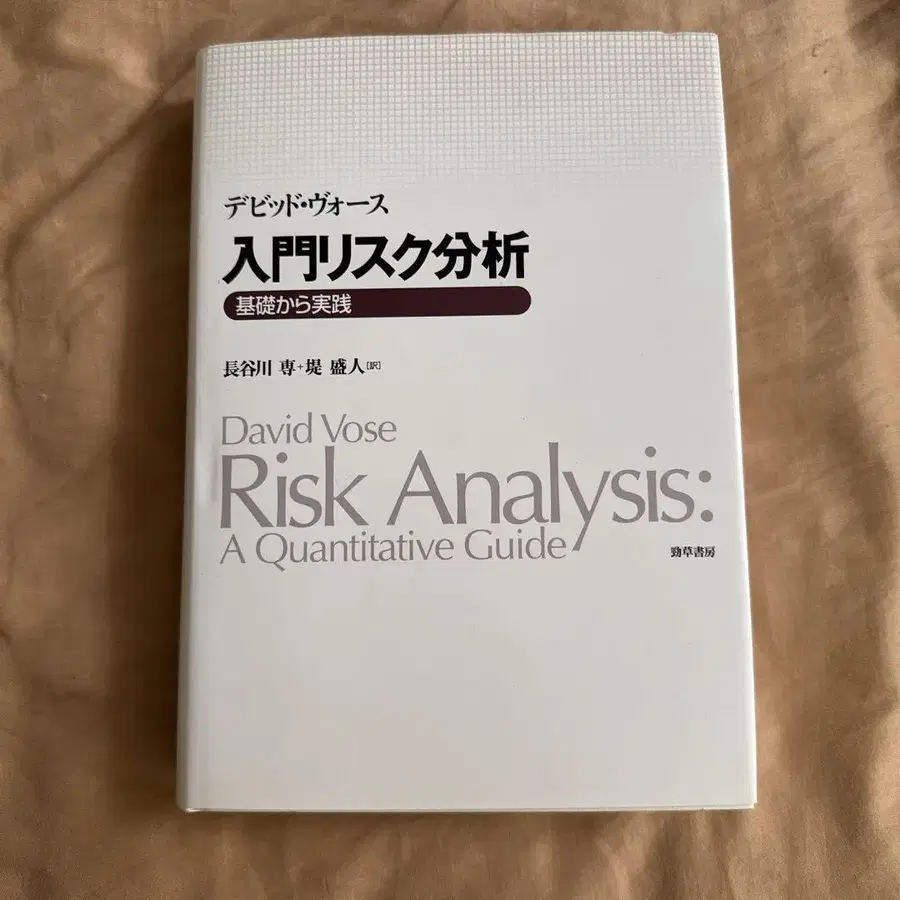 デビッド・ヴォース
入門リスク分析
基礎から実践
長谷川 専+堤 盛人[訳]
David Vose
Risk Analysis:
A Quantitative Guide
勁草書房